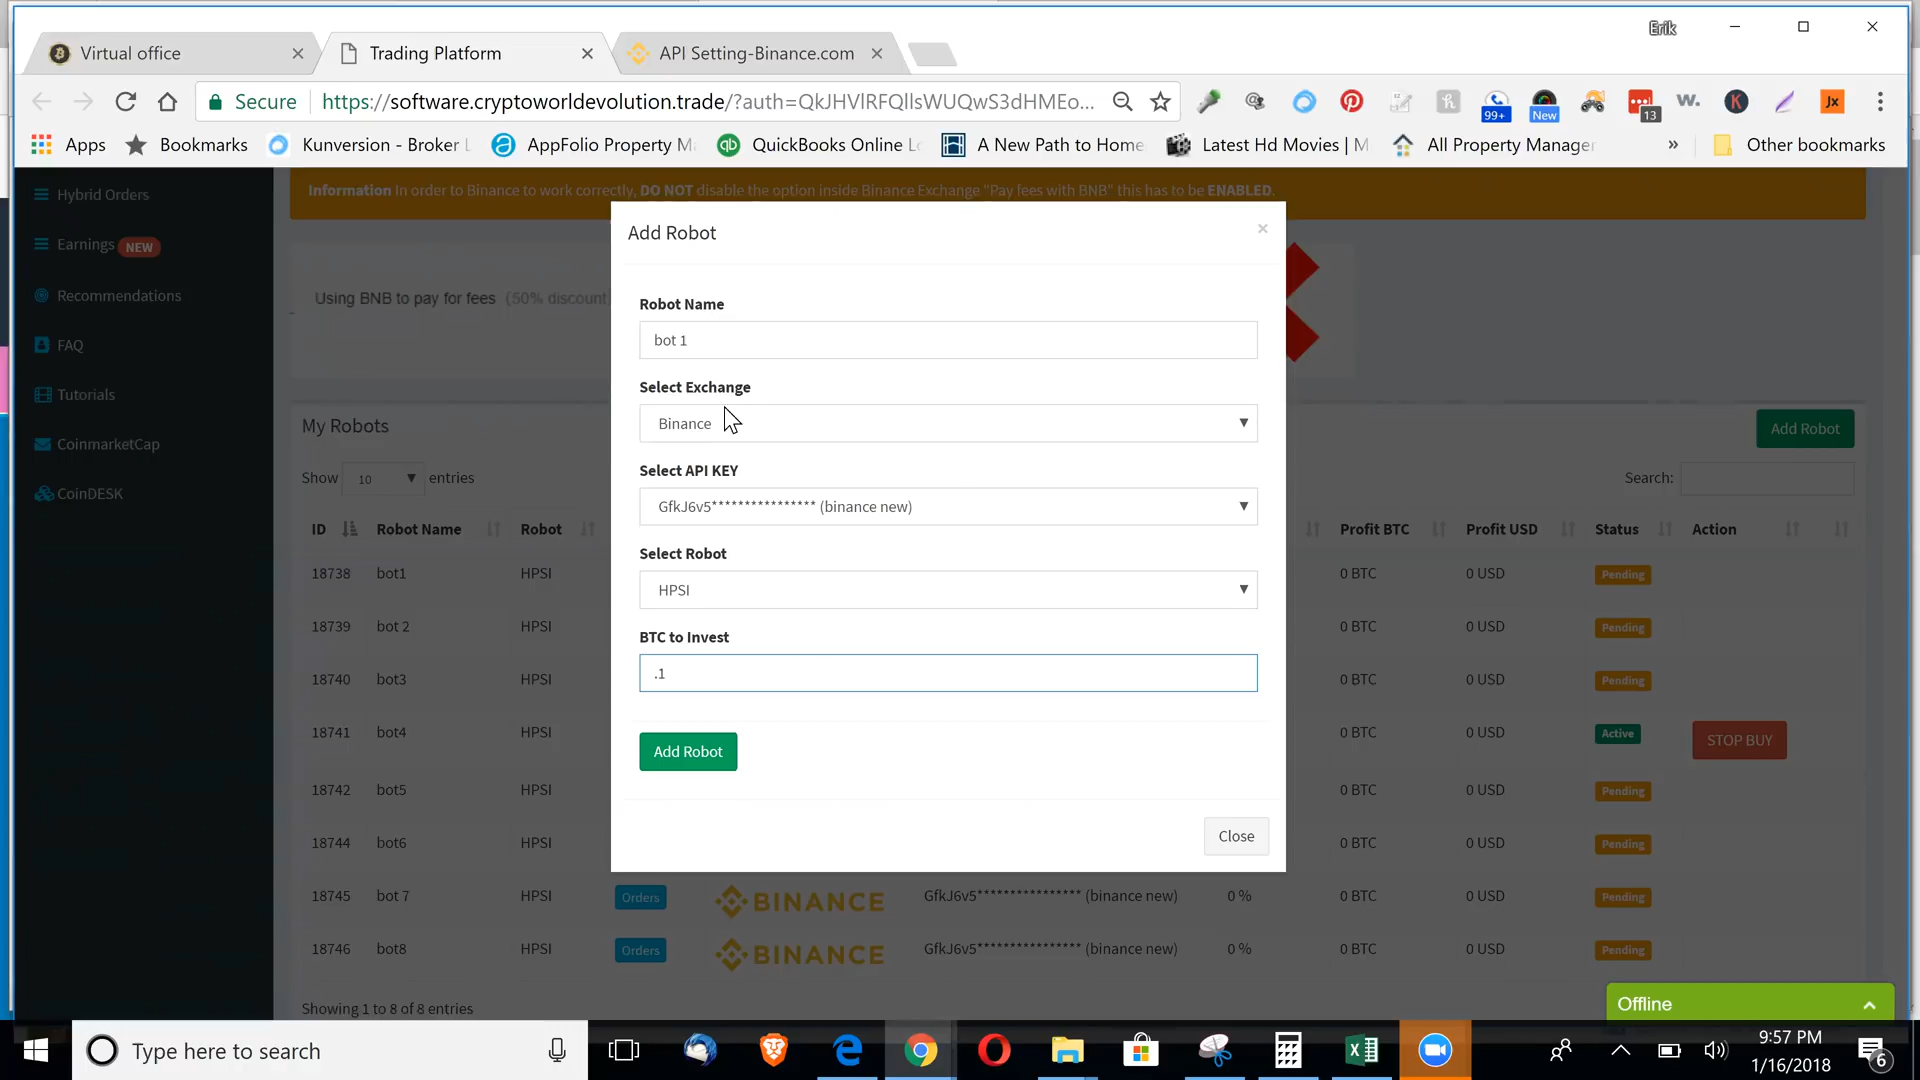 Erik
Virtual office
Trading Platform
API Setting-Binance.com
Secure
https://software.cryptoworldevolution.trade/?auth=QkJHVlRFQllsWUQwS3dHMEo...
99+
New
13
w.
K
Jx
Apps
Bookmarks
Kunversion - Broker L
AppFolio Property M
QuickBooks Online Lo
A New Path to Home
Latest Hd Movies | M
All Property Manager
»
Other bookmarks
Hybrid Orders
Earnings NEW
Recommendations
FAQ
Tutorials
CoinmarketCap
CoinDESK
Information In order to Binance to work correctly, DO NOT disable the option inside Binance Exchange "Pay fees with BNB" this has to be ENABLED.
Using BNB to pay for fees (50% discount
Add Robot
×
Robot Name
bot 1
Select Exchange
Binance
Select API KEY
GfkJ6v5**************** (binance new)
Select Robot
HPSI
BTC to Invest
.1
Add Robot
Close
My Robots
Add Robot
Show 10 entries
Search:
ID Robot Name Robot Profit BTC Profit USD Status Action
18738 bot1 HPSI 0 BTC 0 USD Pending
18739 bot 2 HPSI 0 BTC 0 USD Pending
18740 bot3 HPSI 0 BTC 0 USD Pending
18741 bot4 HPSI 0 BTC 0 USD Active STOP BUY
18742 bot5 HPSI 0 BTC 0 USD Pending
18744 bot6 HPSI 0 BTC 0 USD Pending
18745 bot 7 HPSI Orders BINANCE GfkJ6v5**************** (binance new) 0 % 0 BTC 0 USD Pending
18746 bot8 HPSI Orders BINANCE GfkJ6v5**************** (binance new) 0 % 0 BTC 0 USD Pending
Showing 1 to 8 of 8 entries
Offline
Type here to search
9:57 PM
1/16/2018
6